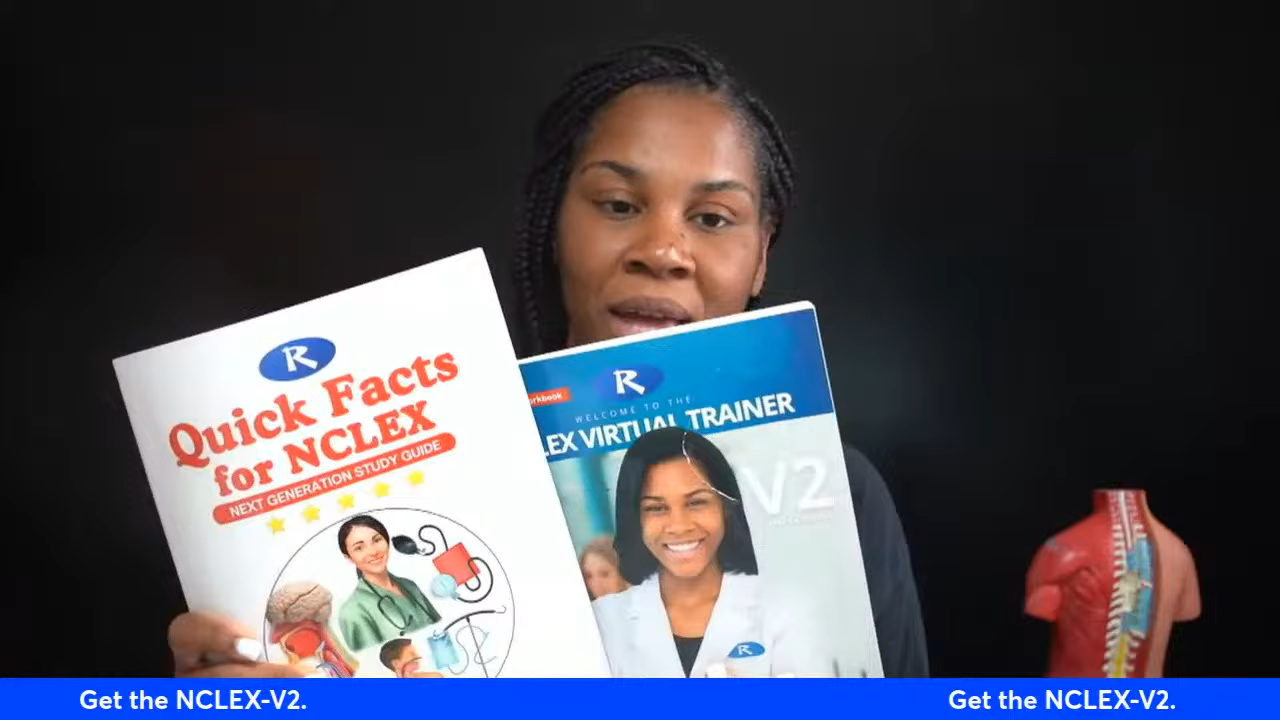 R
Quick Facts
for NCLEX
NEXT GENERATION STUDY GUIDE
R
WELCOME TO THE
LEX VIRTUAL TRAINER
V2
R
Get the NCLEX-V2.
Get the NCLEX-V2.